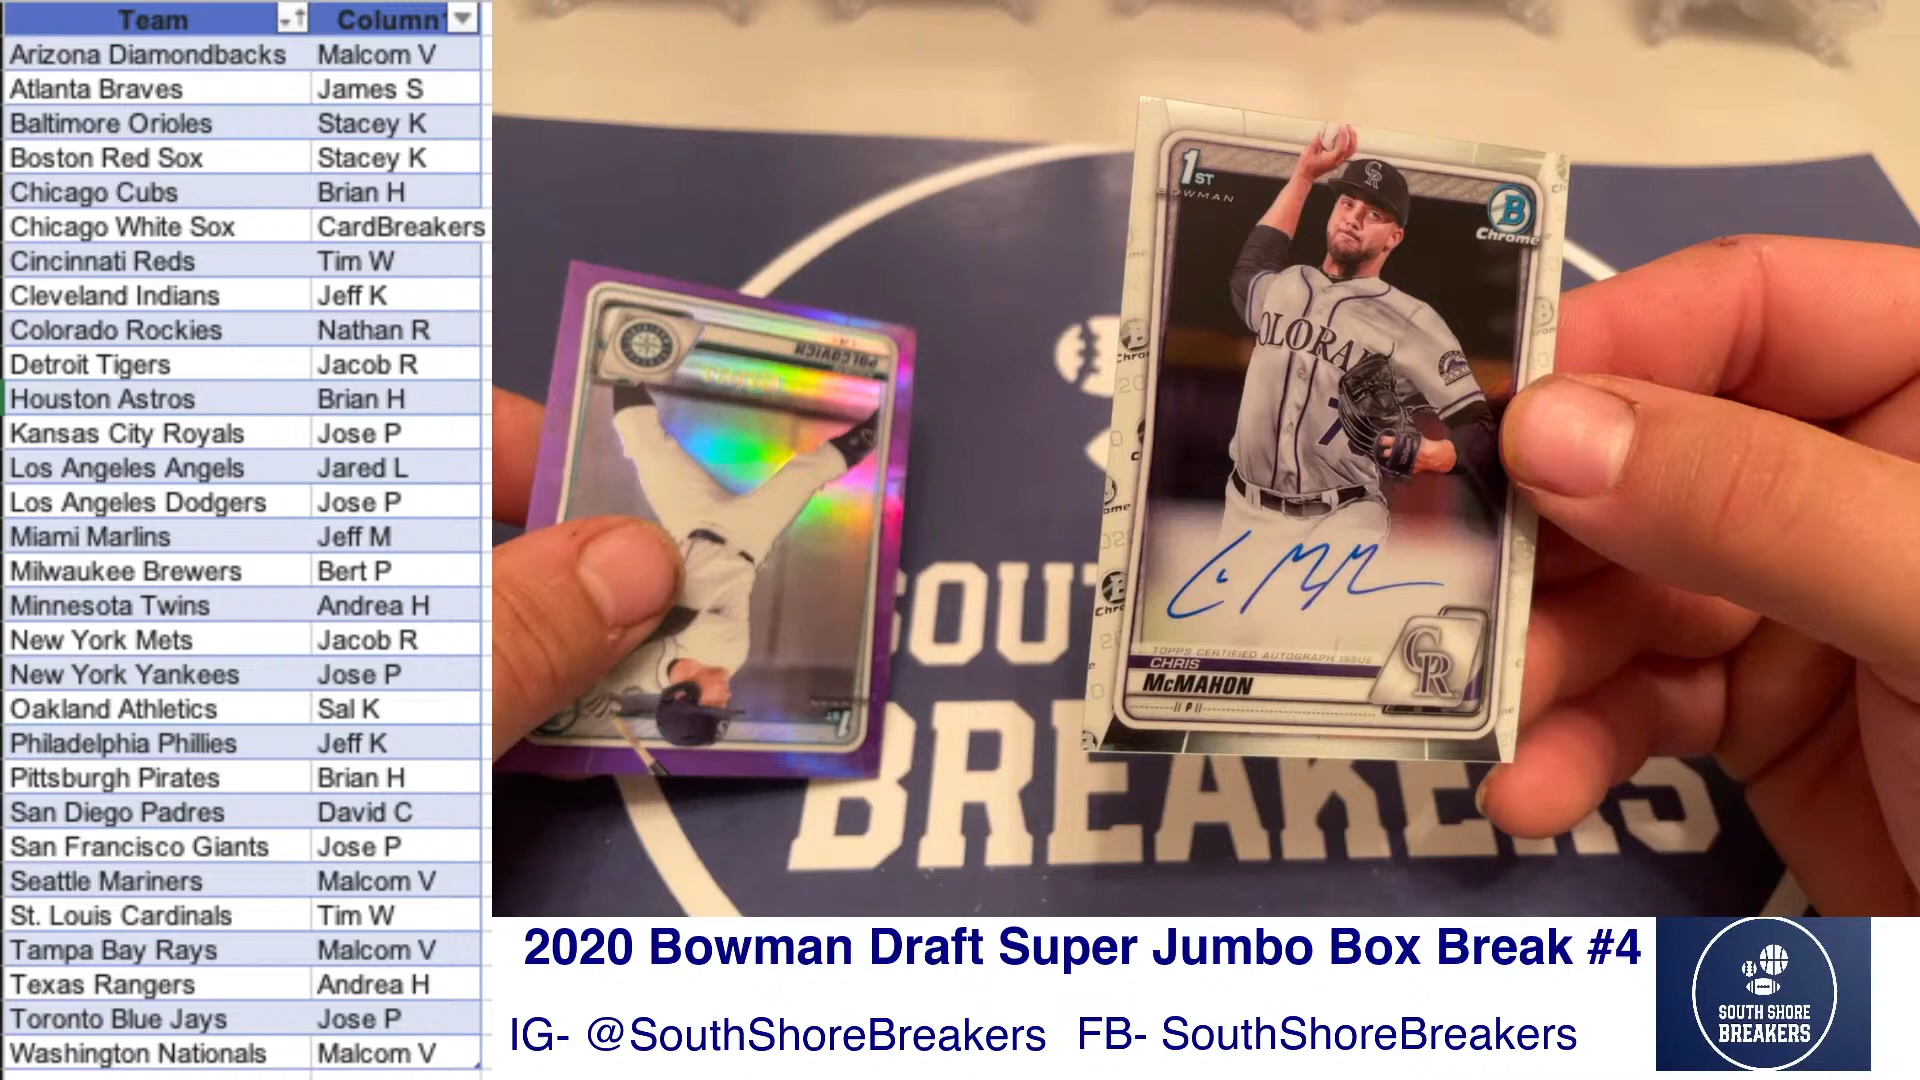 Team Column
Arizona Diamondbacks Malcom V
Atlanta Braves James S
Baltimore Orioles Stacey K
Boston Red Sox Stacey K
Chicago Cubs Brian H
Chicago White Sox CardBreakers
Cincinnati Reds Tim W
Cleveland Indians Jeff K
Colorado Rockies Nathan R
Detroit Tigers Jacob R
Houston Astros Brian H
Kansas City Royals Jose P
Los Angeles Angels Jared L
Los Angeles Dodgers Jose P
Miami Marlins Jeff M
Milwaukee Brewers Bert P
Minnesota Twins Andrea H
New York Mets Jacob R
New York Yankees Jose P
Oakland Athletics Sal K
Philadelphia Phillies Jeff K
Pittsburgh Pirates Brian H
San Diego Padres David C
San Francisco Giants Jose P
Seattle Mariners Malcom V
St. Louis Cardinals Tim W
Tampa Bay Rays Malcom V
Texas Rangers Andrea H
Toronto Blue Jays Jose P
Washington Nationals Malcom V
POLCOVICH
1ST
BOWMAN
B
Chrome
CR
COLORA
TOPPS CERTIFIED AUTOGRAPH ISSUE
CHRIS
McMAHON
P
CR
SOU
BREAKERS
2020 Bowman Draft Super Jumbo Box Break #4
IG- @SouthShoreBreakers FB- SouthShoreBreakers
SOUTH SHORE
BREAKERS